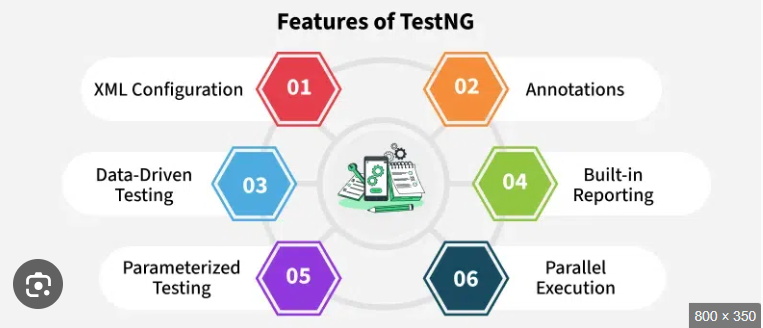 Features of TestNG
XML Configuration
01
02
Annotations
Data-Driven
Testing
03
04
Built-in
Reporting
Parameterized
Testing
05
06
Parallel
Execution
800 × 350